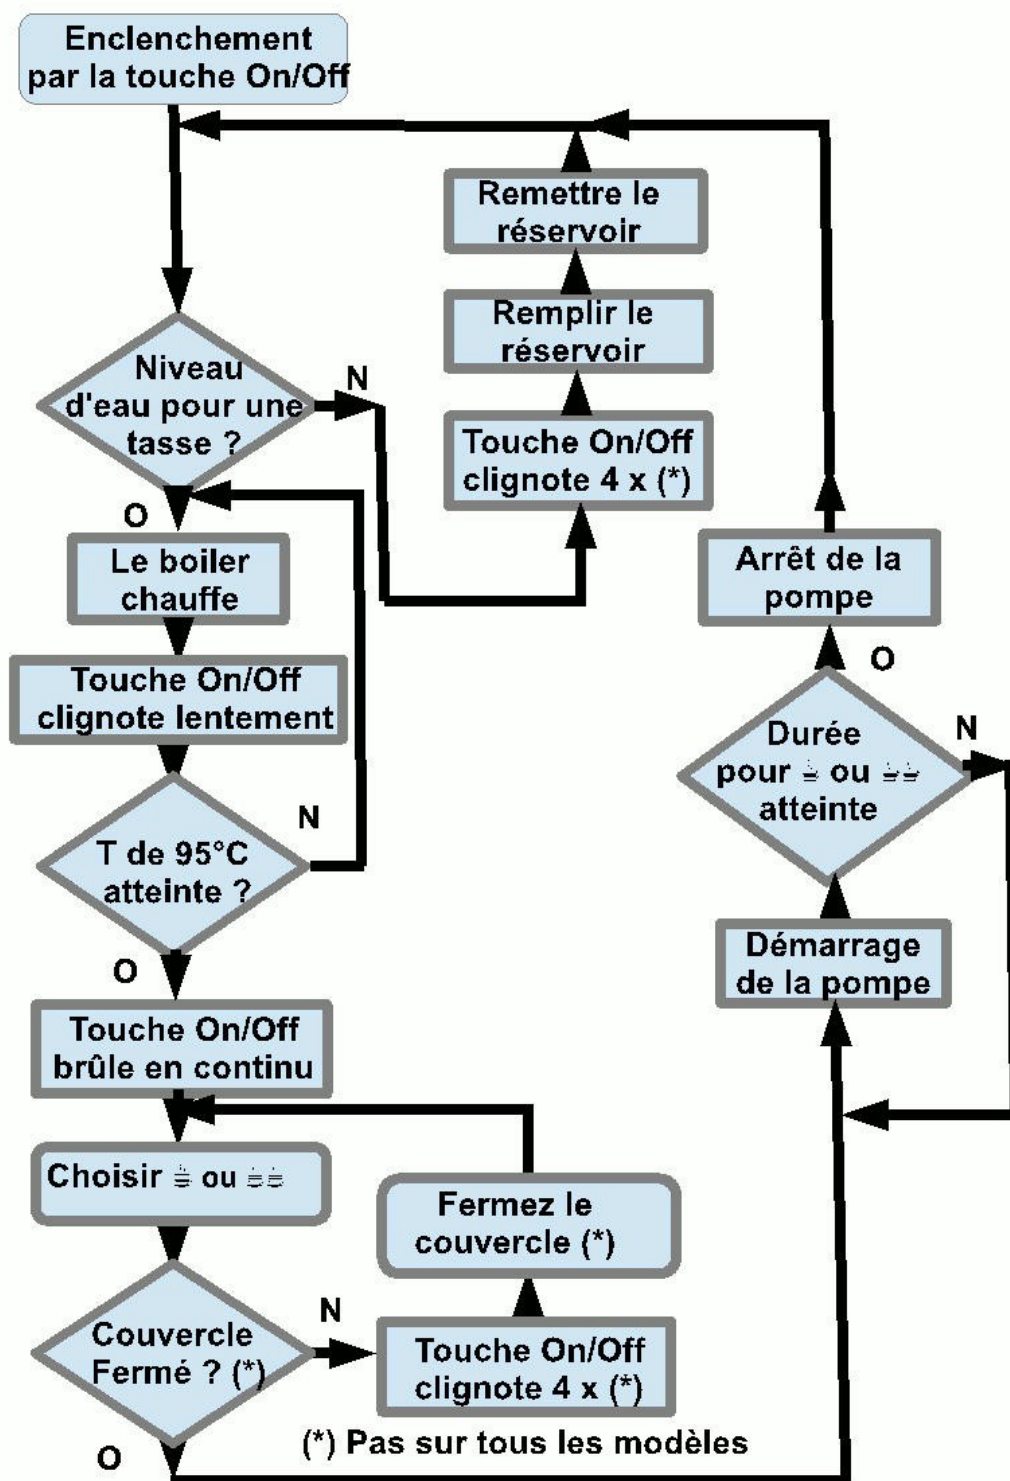 Enclenchement
par la touche On/Off
Niveau
d'eau pour une
tasse ?
N
O
Le boiler
chauffe
Touche On/Off
clignote lentement
T de 95°C
atteinte ?
N
O
Touche On/Off
brûle en continu
Choisir ou
Couvercle
Fermé ? (*)
N
O
Touche On/Off
clignote 4 x (*)
Fermez le
couvercle (*)
(*) Pas sur tous les modèles
Remettre le
réservoir
Remplir le
réservoir
Touche On/Off
clignote 4 x (*)
Arrêt de la
pompe
O
Durée
pour ou
atteinte
N
Démarrage
de la pompe